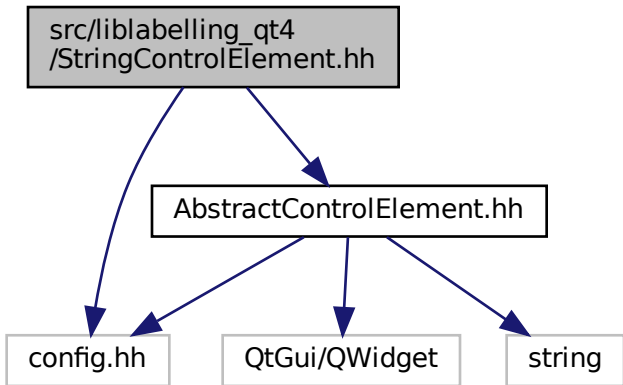 src/liblabelling_qt4
/StringControlElement.hh
AbstractControlElement.hh
config.hh
QtGui/QWidget
string